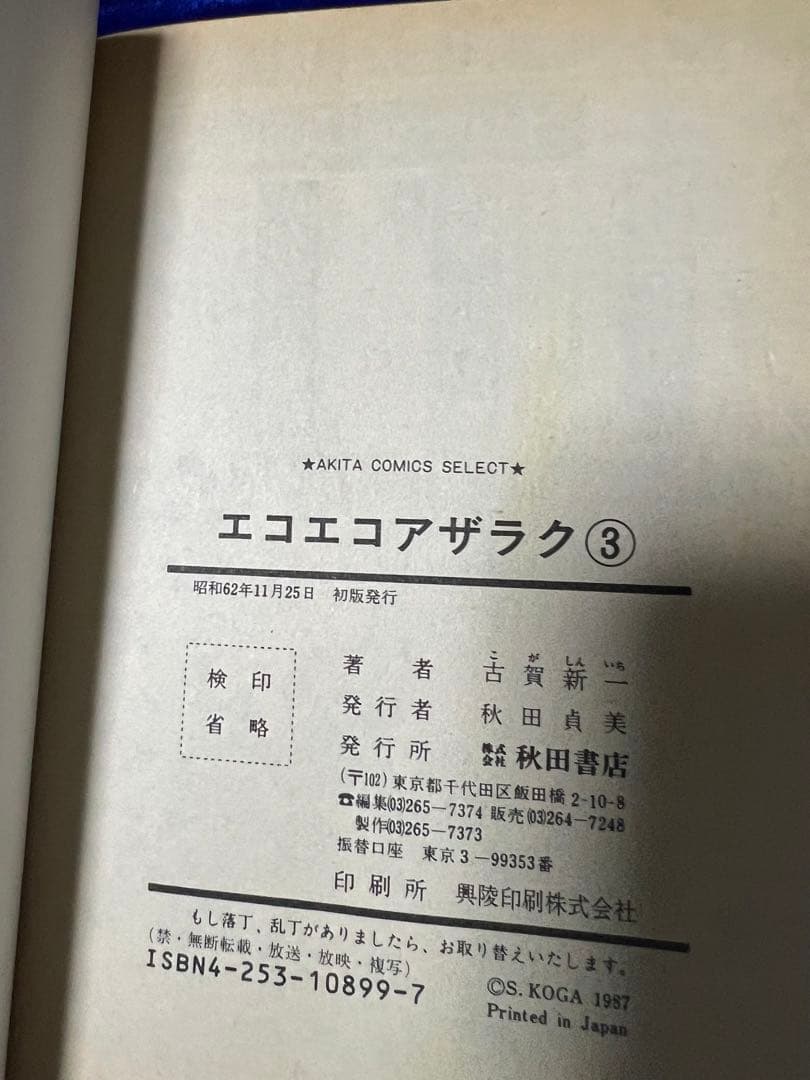 ★AKITA COMICS SELECT★
エコエコアザラク③
昭和62年11月25日 初版発行
検印
省略
著者 古賀新一
こがしんいち
発行者 秋田貞美
発行所 株式会社 秋田書店
(〒102)東京都千代田区飯田橋2-10-8
☎編集(03)265-7374 販売(03)264-7248
製作(03)265-7373
振替口座 東京3-99353番
印刷所 興陵印刷株式会社
もし落丁、乱丁がありましたら、お取り替えいたします。
(禁・無断転載・放送・放映・複写)
ISBN4-253-10899-7
©S. KOGA 1987
Printed in Japan